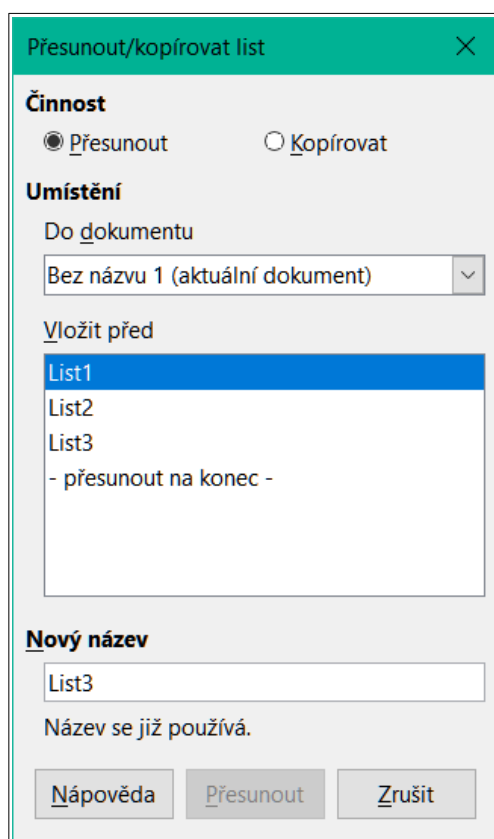 Přesunout/kopírovat list
Činnost
Přesunout Kopírovat
Umístění
Do dokumentu
Bez názvu 1 (aktuální dokument)
Vložit před
List1
List2
List3
- přesunout na konec -
Nový název
List3
Název se již používá.
Nápověda Přesunout Zrušit